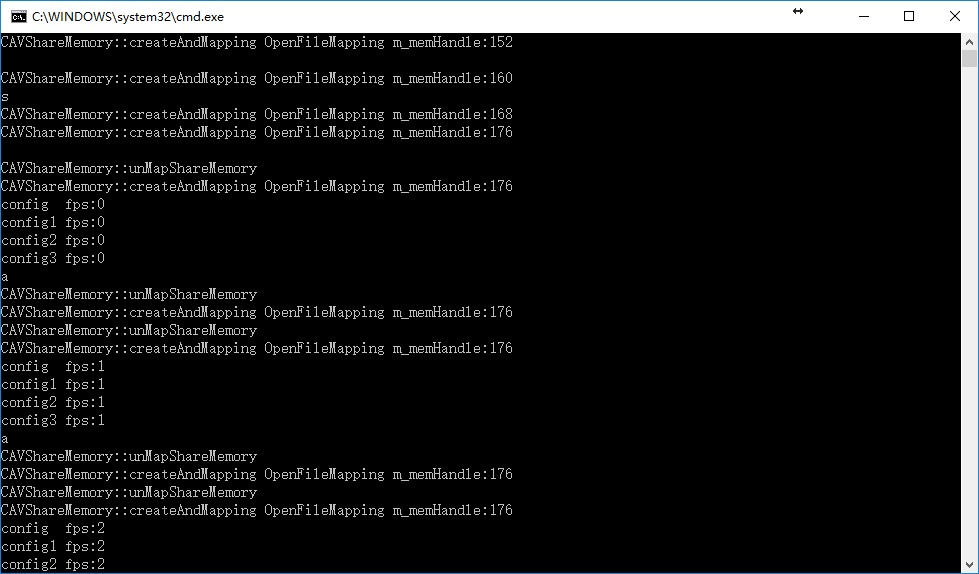 C:\WINDOWS\system32\cmd.exe
CAVShareMemory::createAndMapping OpenFileMapping m_memHandle:152
CAVShareMemory::createAndMapping OpenFileMapping m_memHandle:160
s
CAVShareMemory::createAndMapping OpenFileMapping m_memHandle:168
CAVShareMemory::createAndMapping OpenFileMapping m_memHandle:176
CAVShareMemory::unMapShareMemory
CAVShareMemory::createAndMapping OpenFileMapping m_memHandle:176
config  fps:0
config1 fps:0
config2 fps:0
config3 fps:0
a
CAVShareMemory::unMapShareMemory
CAVShareMemory::createAndMapping OpenFileMapping m_memHandle:176
CAVShareMemory::unMapShareMemory
CAVShareMemory::createAndMapping OpenFileMapping m_memHandle:176
config  fps:1
config1 fps:1
config2 fps:1
config3 fps:1
a
CAVShareMemory::unMapShareMemory
CAVShareMemory::createAndMapping OpenFileMapping m_memHandle:176
CAVShareMemory::unMapShareMemory
CAVShareMemory::createAndMapping OpenFileMapping m_memHandle:176
config  fps:2
config1 fps:2
config2 fps:2